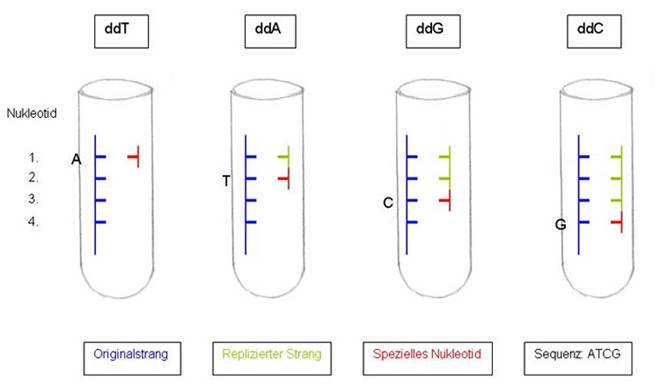 ddT ddA ddG ddC
Nukleotid
1. A
2. T
3. C
4. G
Originalstrang Replizierter Strang Spezielles Nukleotid Sequenz: ATCG